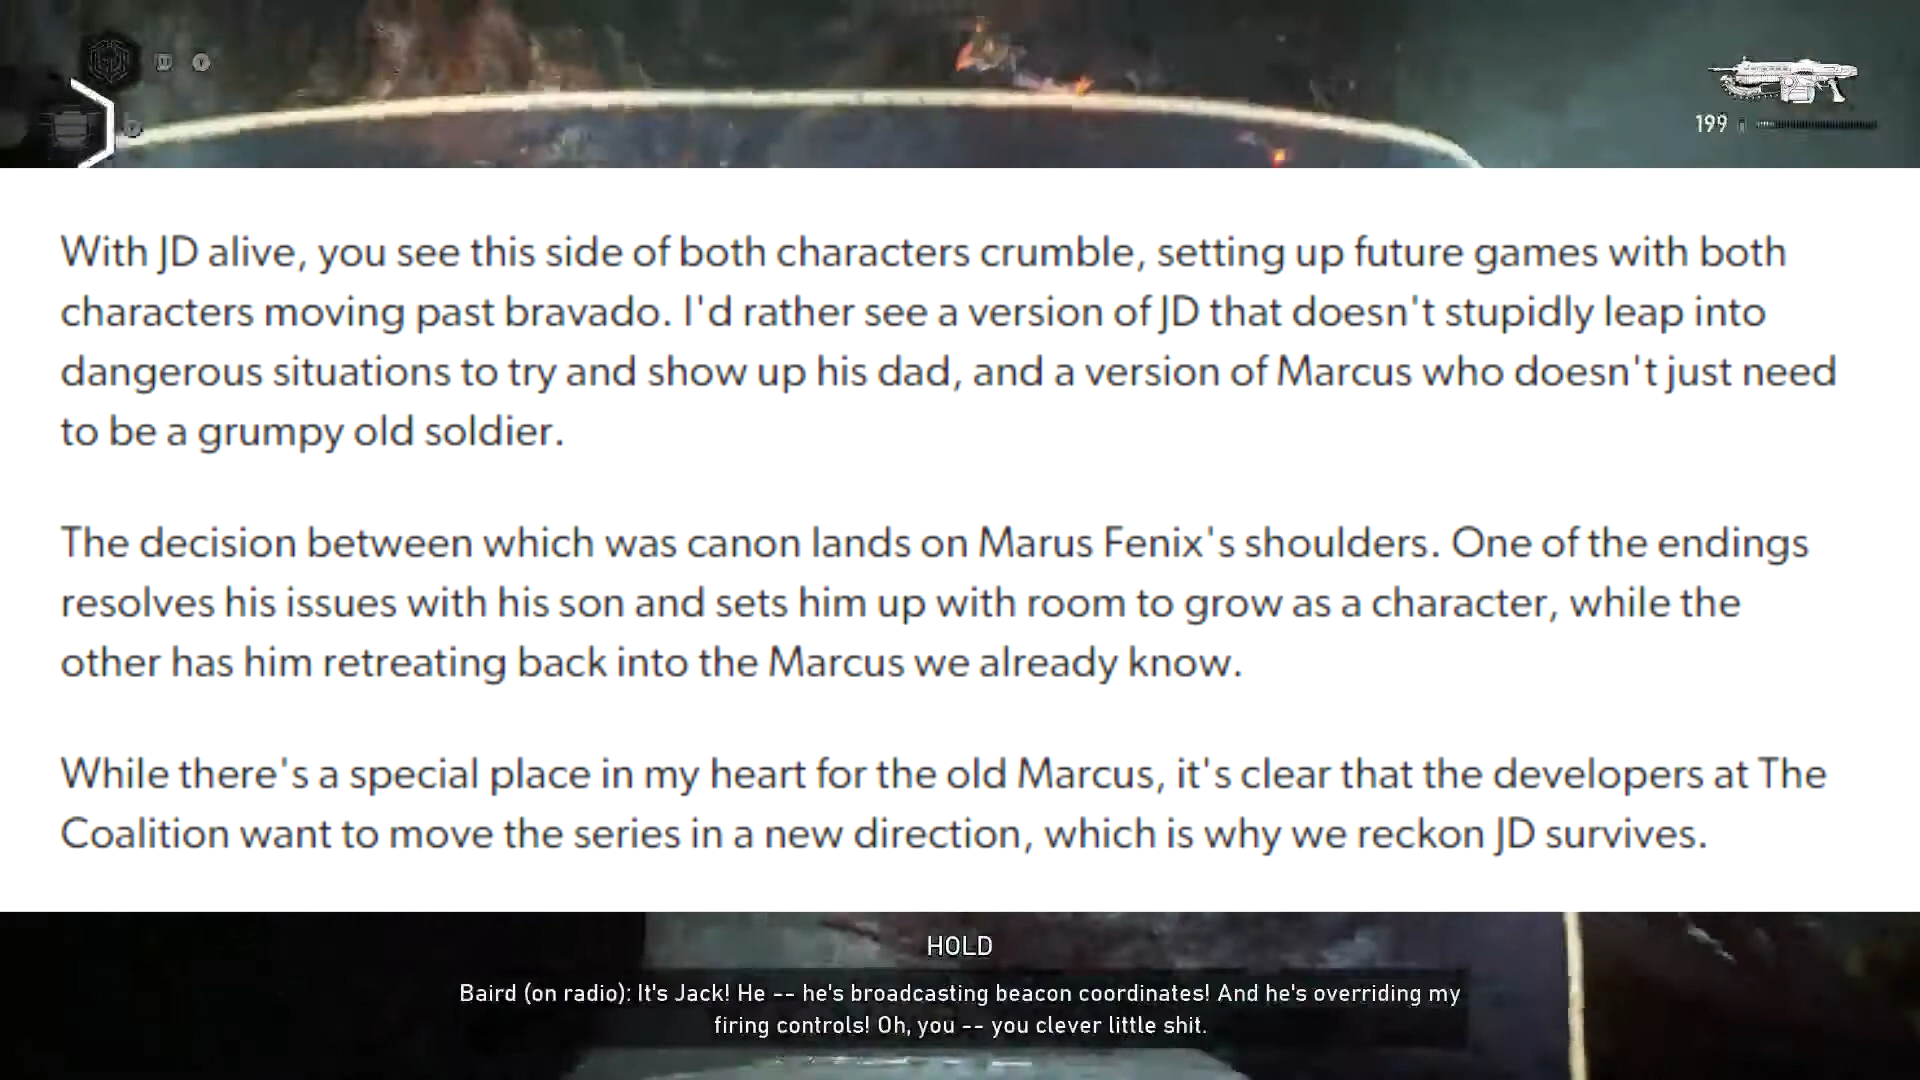 199
With JD alive, you see this side of both characters crumble, setting up future games with both
characters moving past bravado. I'd rather see a version of JD that doesn't stupidly leap into
dangerous situations to try and show up his dad, and a version of Marcus who doesn't just need
to be a grumpy old soldier.
The decision between which was canon lands on Marus Fenix's shoulders. One of the endings
resolves his issues with his son and sets him up with room to grow as a character, while the
other has him retreating back into the Marcus we already know.
While there's a special place in my heart for the old Marcus, it's clear that the developers at The
Coalition want to move the series in a new direction, which is why we reckon JD survives.
HOLD
Baird (on radio): It's Jack! He -- he's broadcasting beacon coordinates! And he's overriding my
firing controls! Oh, you -- you clever little shit.